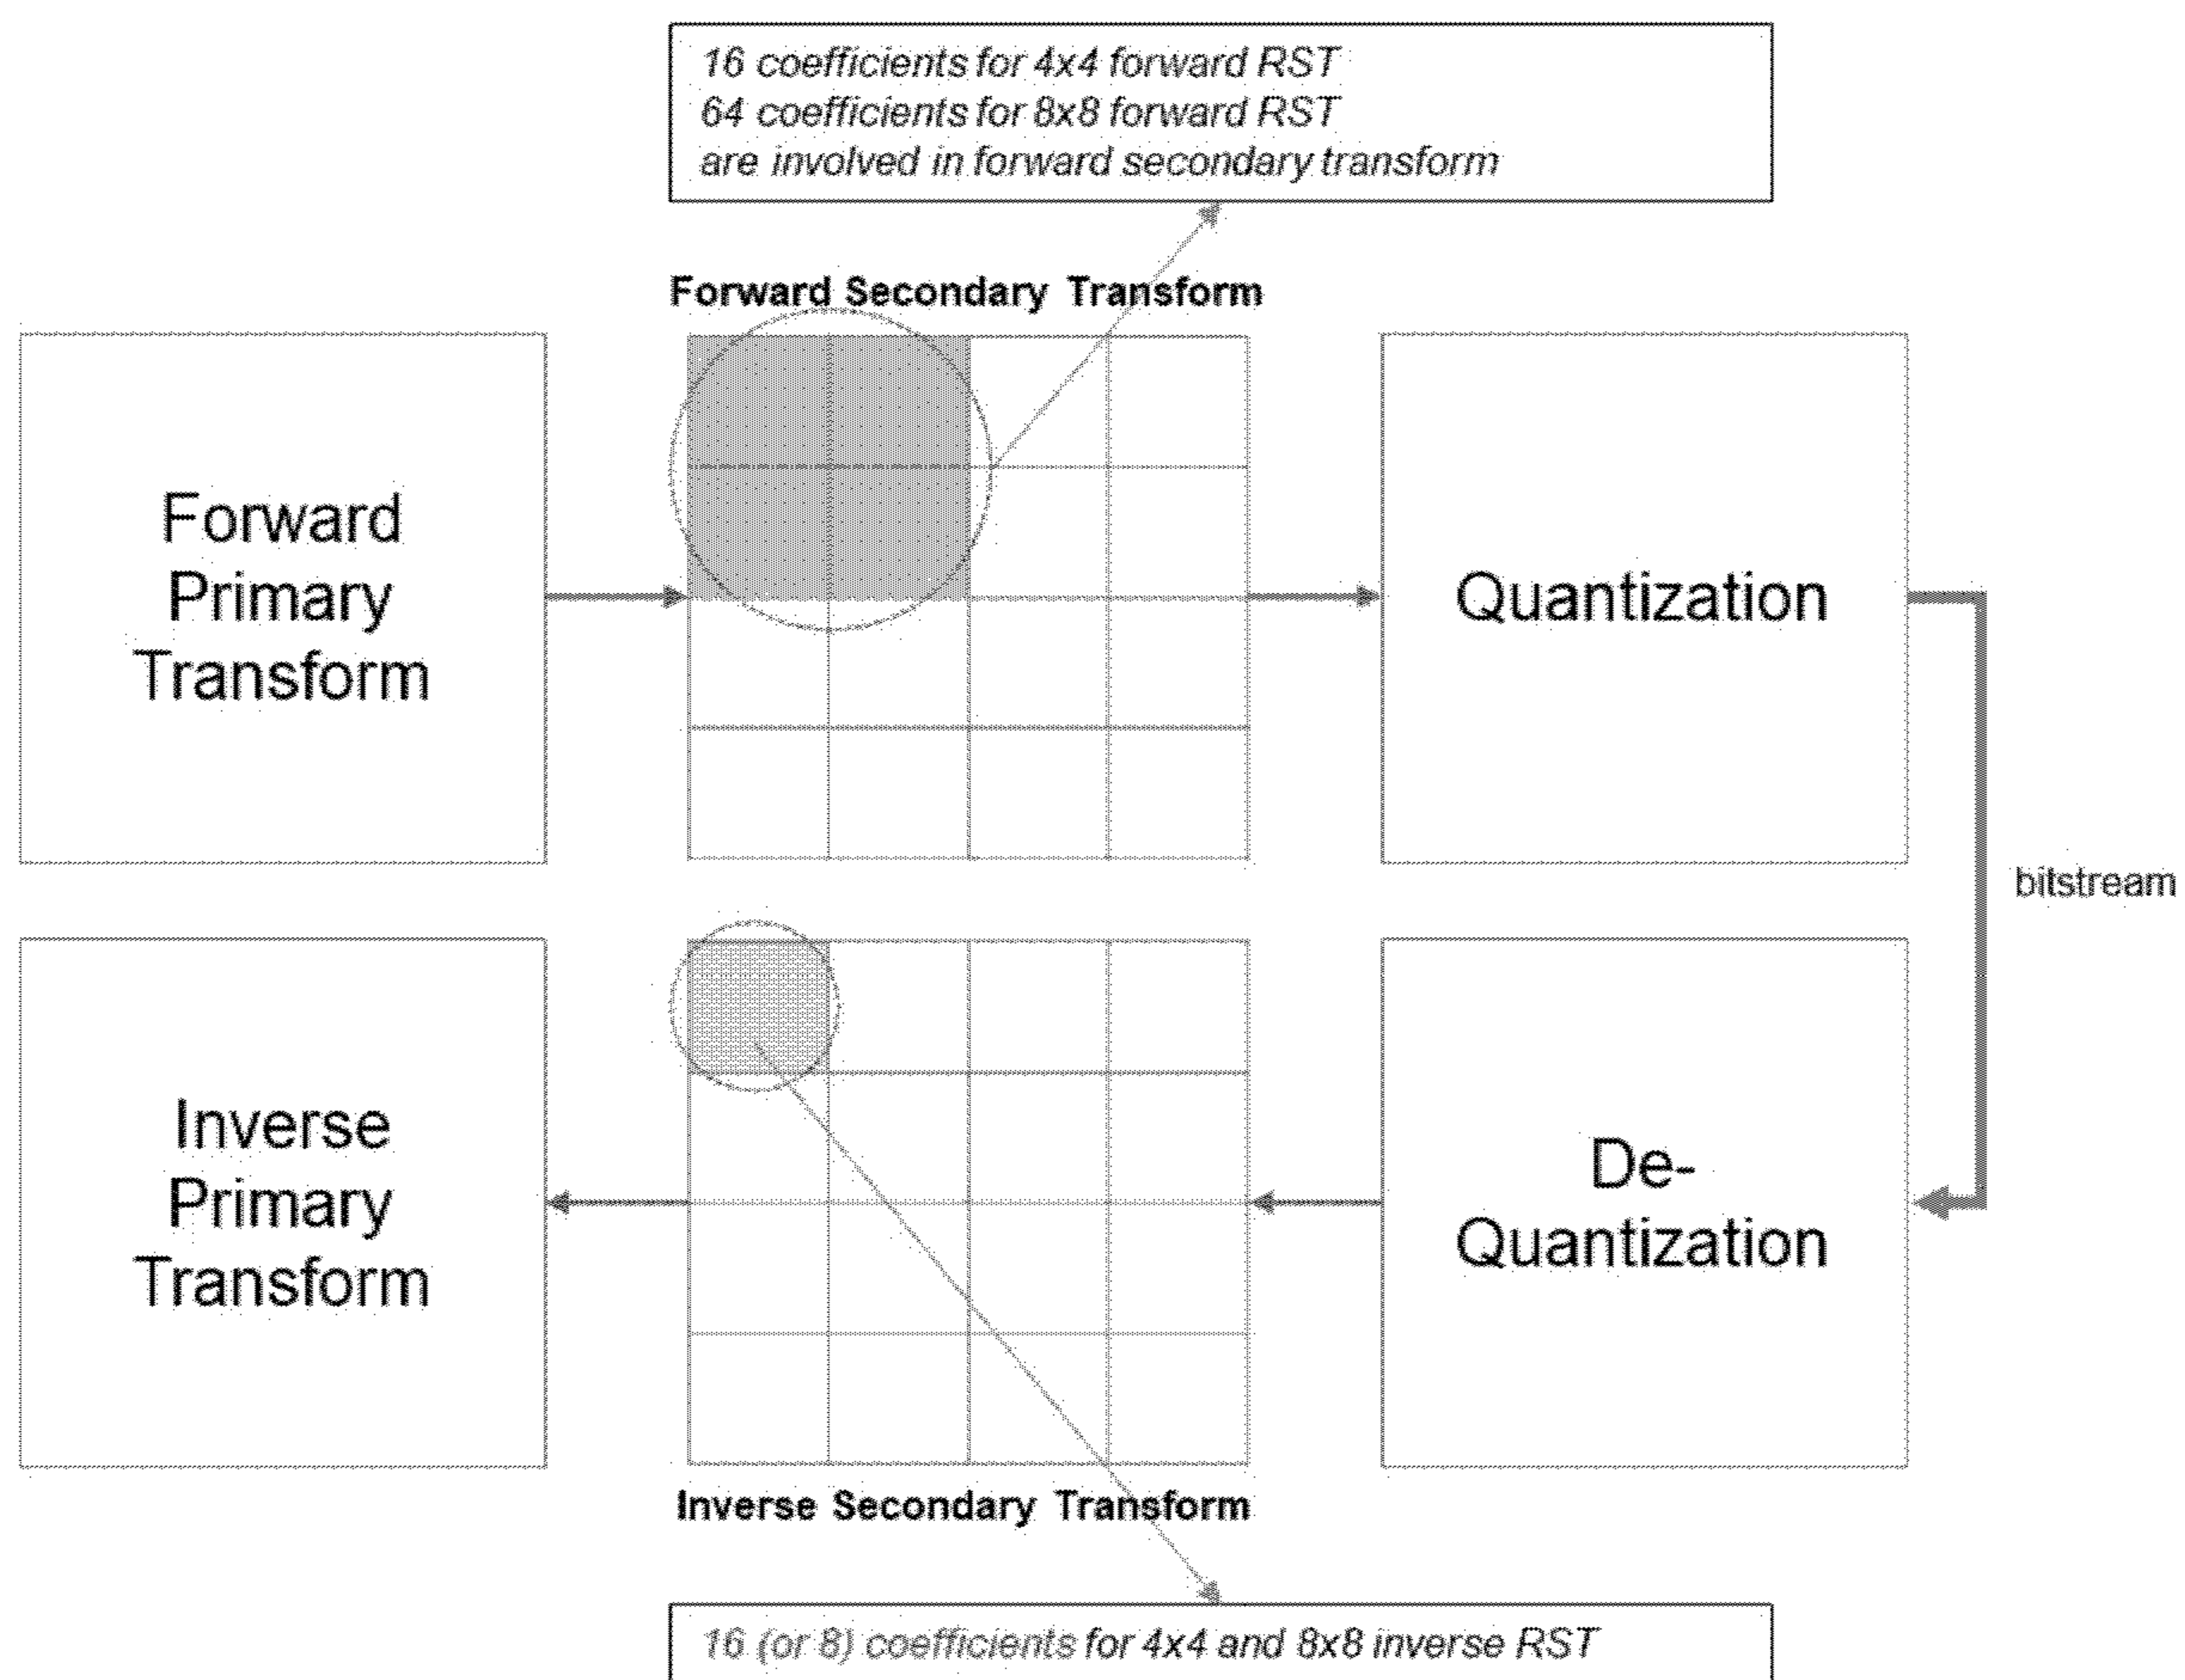 16 coefficients for 4x4 forward RST
64 coefficients for 8x8 forward RST
are involved in forward secondary transform
Forward Secondary Transform
Forward
Primary
Transform
Quantization
bitstream
Inverse
Primary
Transform
De-
Quantization
Inverse Secondary Transform
16 (or 8) coefficients for 4x4 and 8x8 inverse RST